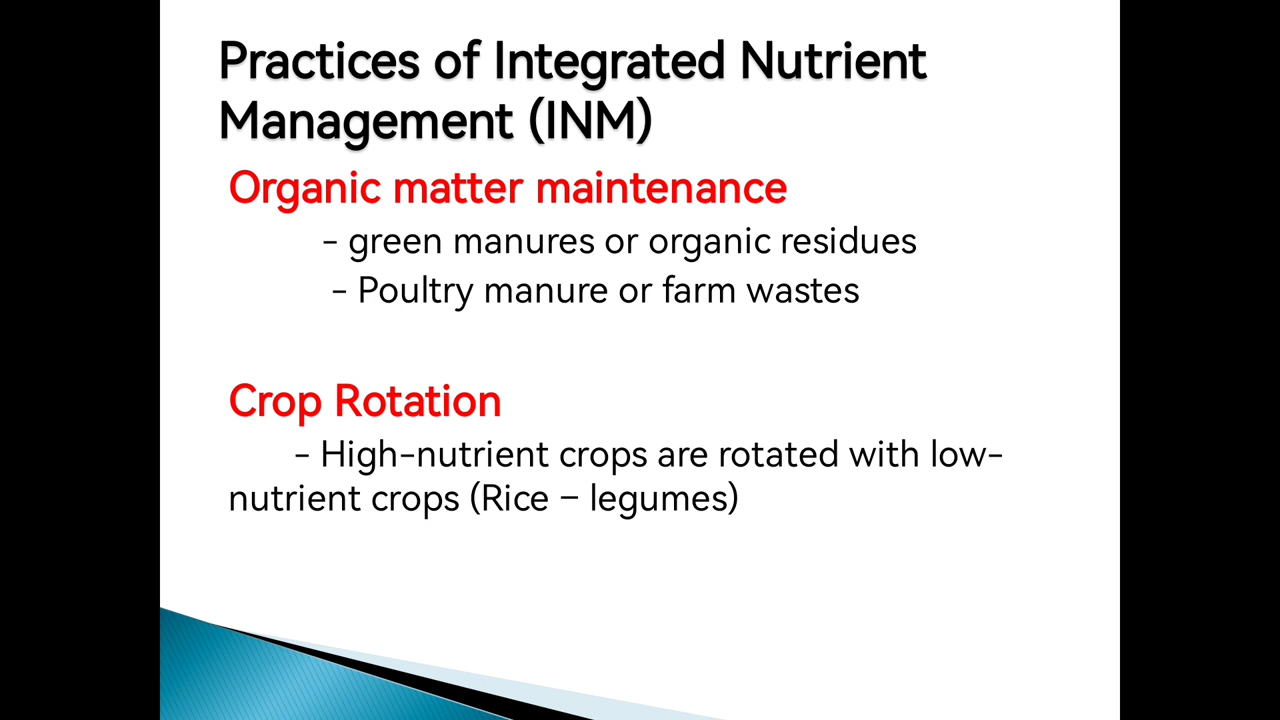 Practices of Integrated Nutrient
Management (INM)
Organic matter maintenance
- green manures or organic residues
- Poultry manure or farm wastes
Crop Rotation
- High-nutrient crops are rotated with low-
nutrient crops (Rice – legumes)